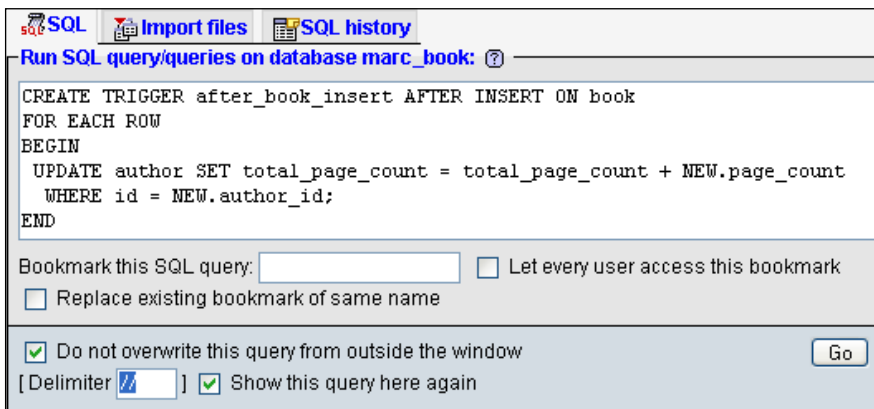 SQL Import files SQL history
Run SQL query/queries on database marc_book:
CREATE TRIGGER after_book_insert AFTER INSERT ON book
FOR EACH ROW
BEGIN
UPDATE author SET total_page_count = total_page_count + NEW.page_count
WHERE id = NEW.author_id;
END
Bookmark this SQL query: Let every user access this bookmark
Replace existing bookmark of same name
Do not overwrite this query from outside the window Go
[ Delimiter // ] Show this query here again